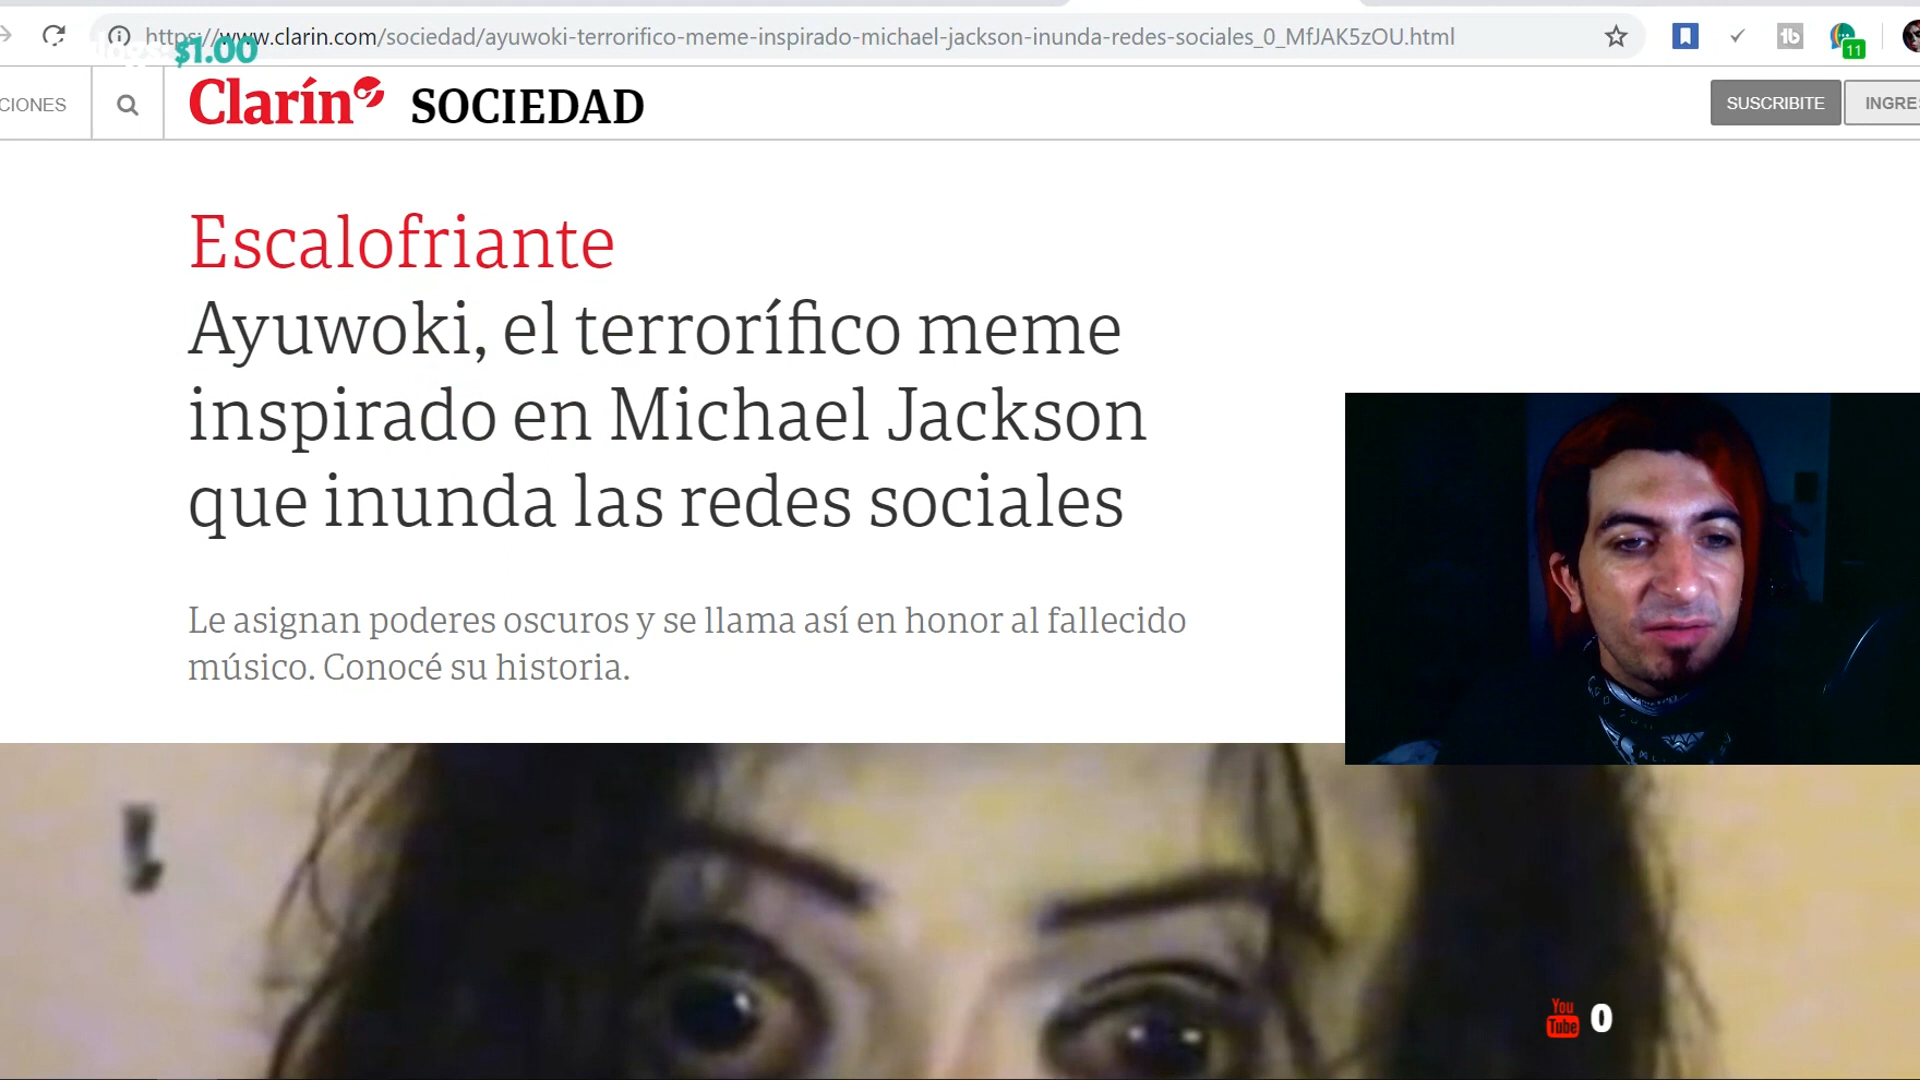 https://www.clarin.com/sociedad/ayuwoki-terrorifico-meme-inspirado-michael-jackson-inunda-redes-sociales_0_MfJAK5zOU.html
$1.00
11
CIONES
Clarín SOCIEDAD
SUSCRIBITE
INGRE
Escalofriante
Ayuwoki, el terrorífico meme
inspirado en Michael Jackson
que inunda las redes sociales
Le asignan poderes oscuros y se llama así en honor al fallecido
músico. Conocé su historia.
You
Tube 0